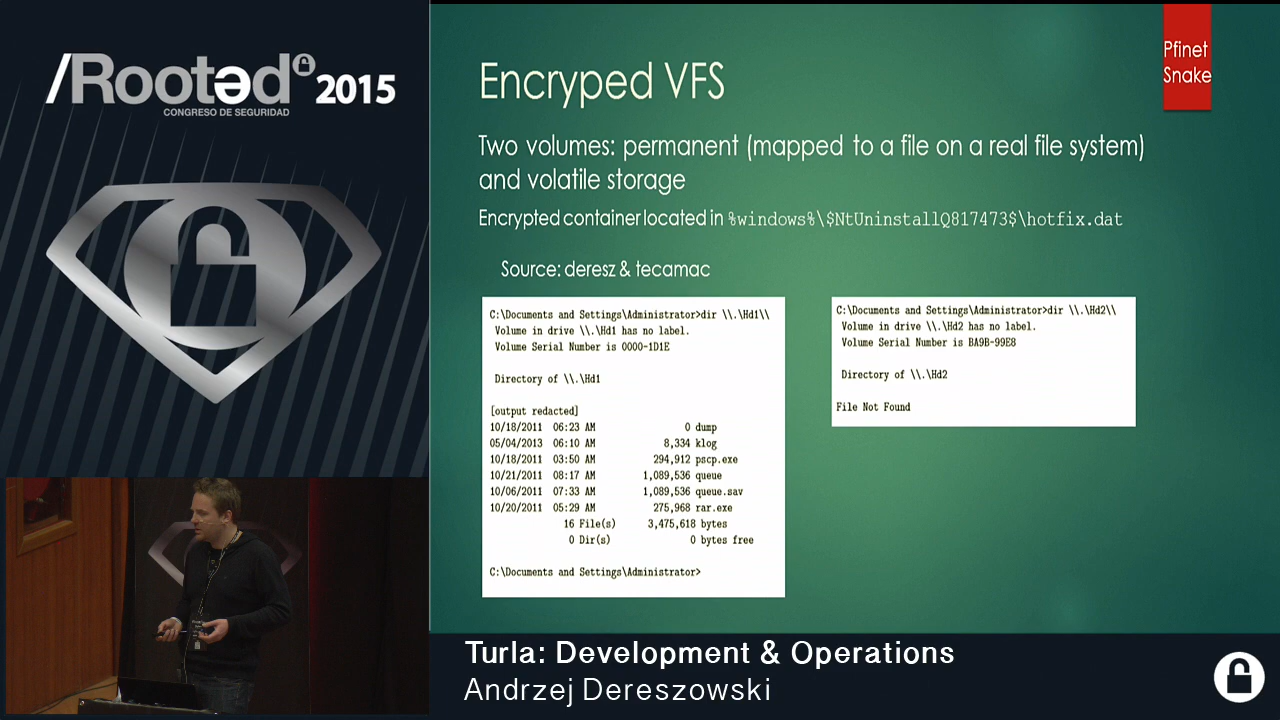 /Rootəd 2015
CONGRESO DE SEGURIDAD
Pfinet
Snake
Encryped VFS
Two volumes: permanent (mapped to a file on a real file system)
and volatile storage
Encrypted container located in %windows%\$NtUninstallQ817473$\hotfix.dat
Source: deresz & tecamac
C:\Documents and Settings\Administrator>dir \\.\Hd1\\
Volume in drive \\.\Hd1 has no label.
Volume Serial Number is 0000-1D1E
Directory of \\.\Hd1
[output redacted]
10/18/2011 06:23 AM 0 dump
05/04/2013 06:10 AM 8,334 klog
10/18/2011 03:50 AM 294,912 pscp.exe
10/21/2011 08:17 AM 1,089,536 queue
10/06/2011 07:33 AM 1,089,536 queue.sav
10/20/2011 05:29 AM 275,968 rar.exe
16 File(s) 3,475,618 bytes
0 Dir(s) 0 bytes free
C:\Documents and Settings\Administrator>
C:\Documents and Settings\Administrator>dir \\.\Hd2\\
Volume in drive \\.\Hd2 has no label.
Volume Serial Number is BA9B-99E8
Directory of \\.\Hd2
File Not Found
Turla: Development & Operations
Andrzej Dereszowski